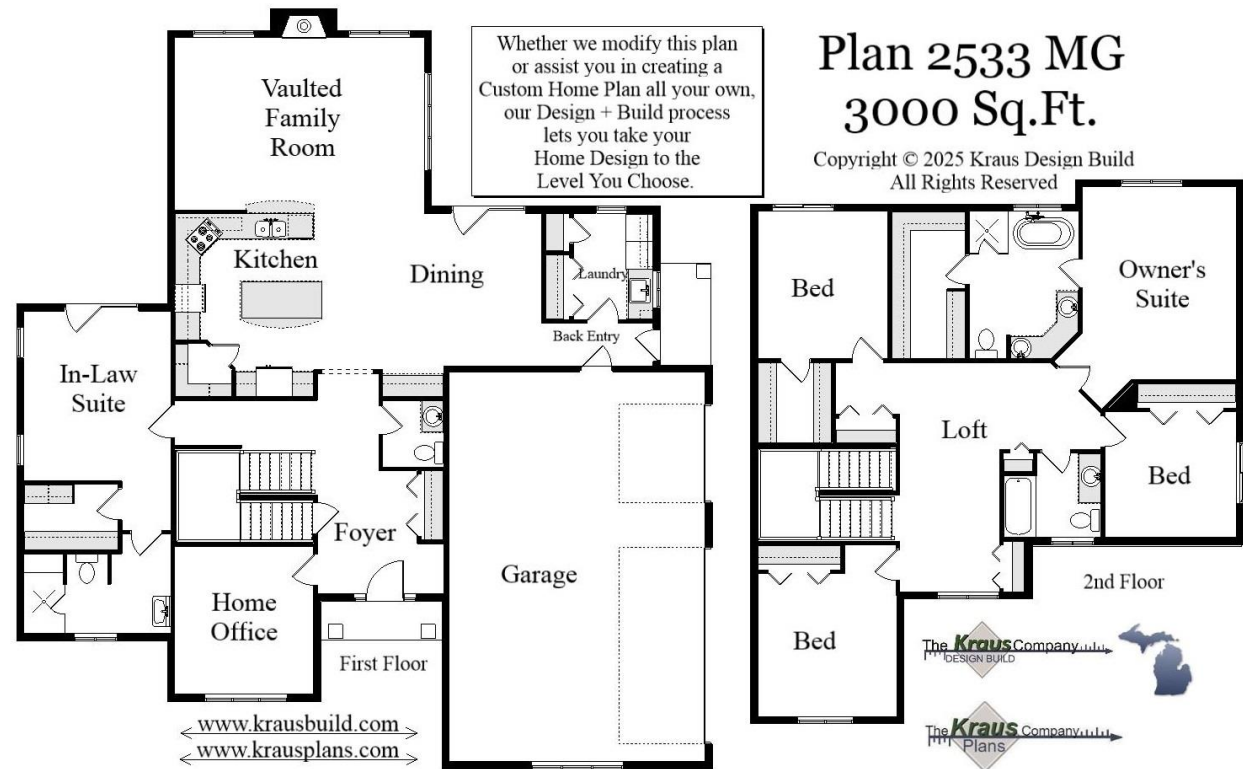 Whether we modify this plan
or assist you in creating a
Custom Home Plan all your own,
our Design + Build process
lets you take your
Home Design to the
Level You Choose.
Plan 2533 MG
3000 Sq.Ft.
Copyright © 2025 Kraus Design Build
All Rights Reserved
Vaulted
Family
Room
Kitchen
Dining
Laundry
Back Entry
In-Law
Suite
Foyer
Garage
Home
Office
First Floor
www.krausbuild.com
www.krausplans.com
Bed
Owner's
Suite
Loft
Bed
Bed
2nd Floor
The Kraus Company
DESIGN BUILD
The Kraus Company
Plans